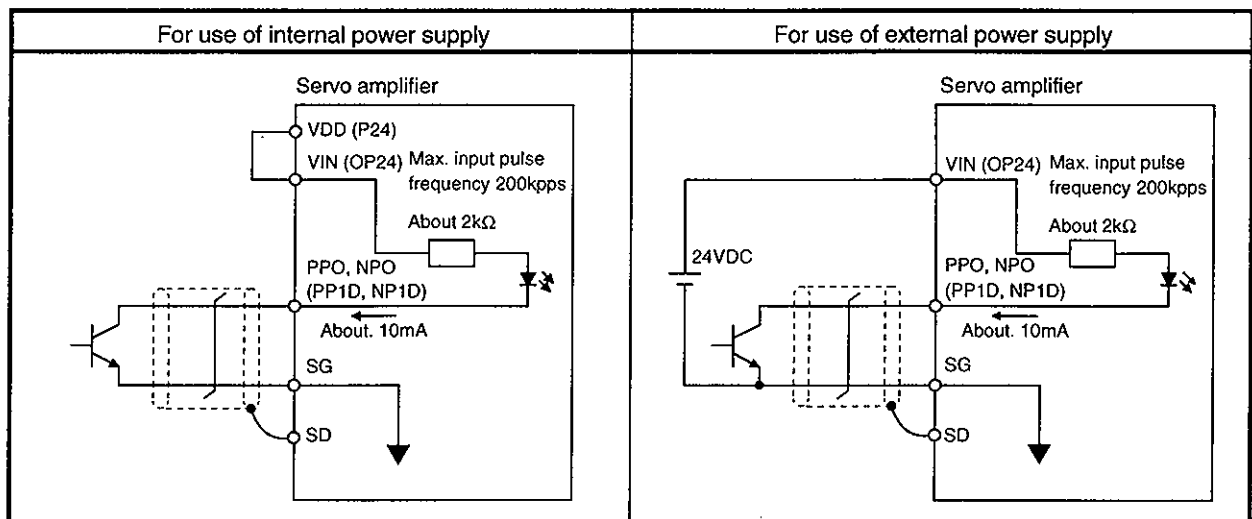 For use of internal power supply
For use of external power supply
Servo amplifier
VDD (P24)
VIN (OP24)
Max. input pulse
frequency 200kpps
About 2kΩ
PPO, NPO
(PP1D, NP1D)
About. 10mA
SG
SD
Servo amplifier
VIN (OP24)
Max. input pulse
frequency 200kpps
About 2kΩ
24VDC
PPO, NPO
(PP1D, NP1D)
About. 10mA
SG
SD